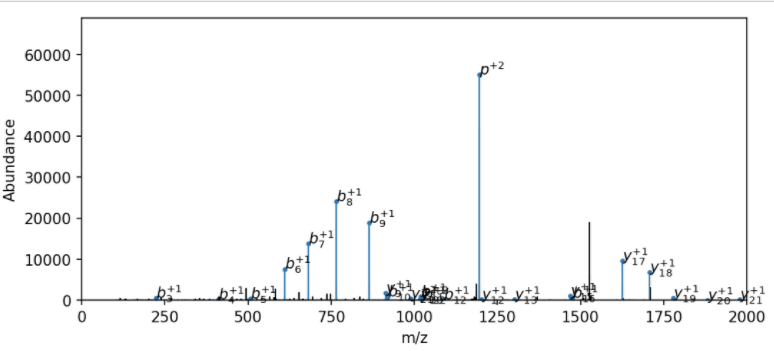 60000
p⁺²
50000
40000
Abundance
30000
b₈⁺¹
20000
b₉⁺¹
b₇⁺¹
10000
b₆⁺¹
y₁₇⁺¹
y₁₈⁺¹
0
b₃⁺¹
b₄⁺¹
b₅⁺¹
b₁₂⁺¹
y₁₂⁺¹
y₁₃⁺¹
y₁₉⁺¹
y₂₀⁺¹
y₂₁⁺¹
0 250 500 750 1000 1250 1500 1750 2000
m/z